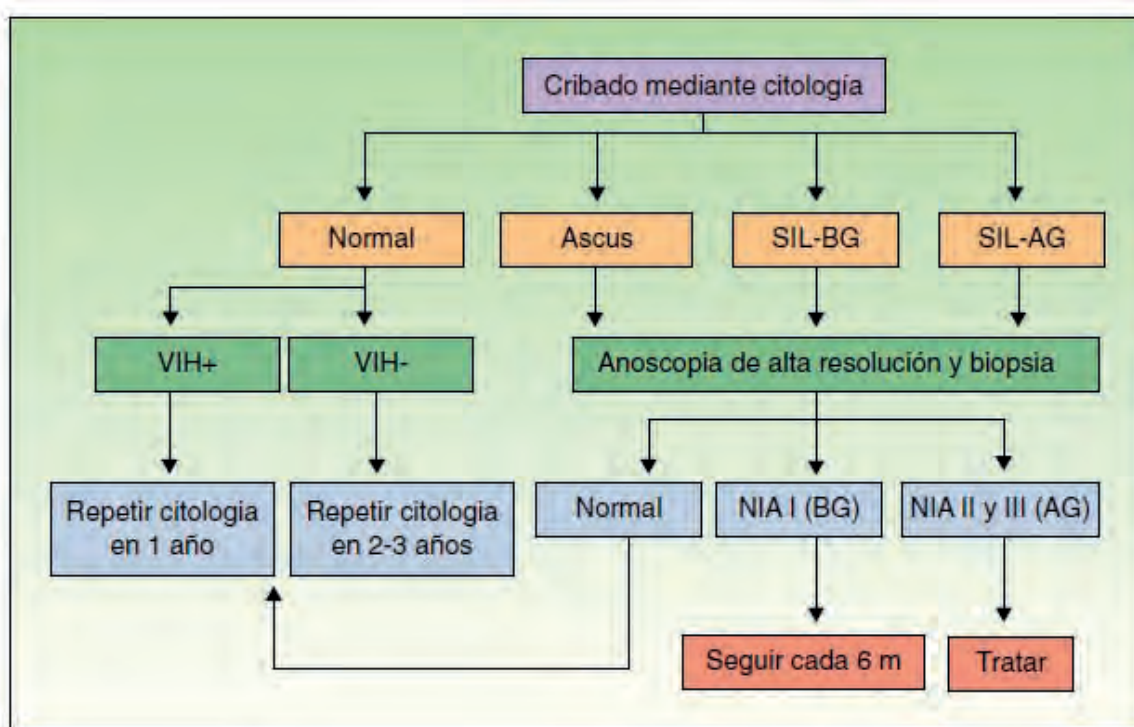 Cribado mediante citología
Normal
Ascus
SIL-BG
SIL-AG
VIH+
VIH-
Anoscopia de alta resolución y biopsia
Repetir citologia
en 1 año
Repetir citologia
en 2-3 años
Normal
NIA I (BG)
NIA II y III (AG)
Seguir cada 6 m
Tratar